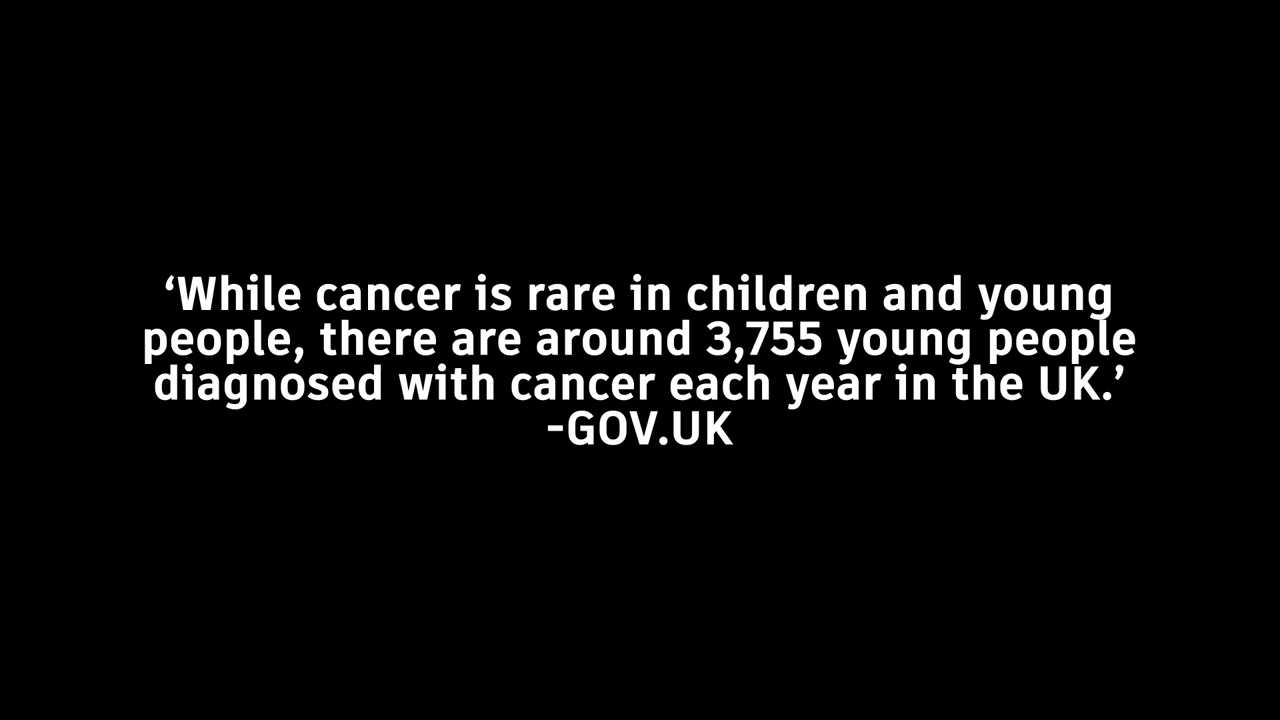 ‘While cancer is rare in children and young
people, there are around 3,755 young people
diagnosed with cancer each year in the UK.’
-GOV.UK